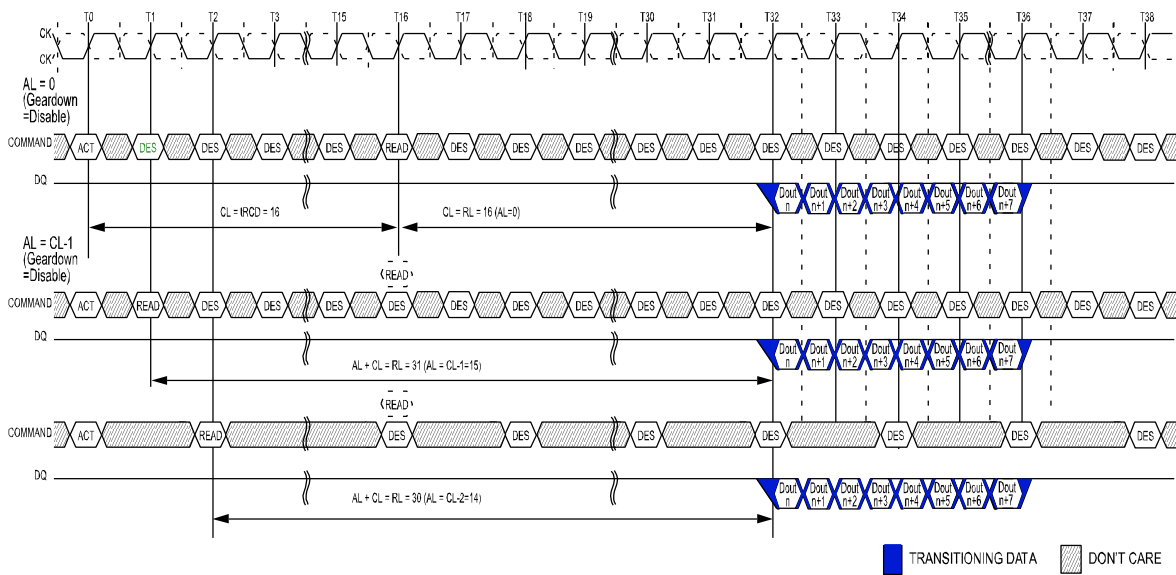 T0 T1 T2 T3 T15 T16 T17 T18 T19 T30 T31 T32 T33 T34 T35 T36 T37 T38
CK
CK'
AL = 0
(Geardown
=Disable)
COMMAND ACT DES DES DES DES READ DES DES DES DES DES DES DES DES DES DES DES DES
DQ Dout n Dout n+1 Dout n+2 Dout n+3 Dout n+4 Dout n+5 Dout n+6 Dout n+7
CL = tRCD = 16 CL = RL = 16 (AL=0)
AL = CL-1
(Geardown
=Disable)
READ
COMMAND ACT READ DES DES DES DES DES DES DES DES DES DES DES DES DES DES DES DES
DQ Dout n Dout n+1 Dout n+2 Dout n+3 Dout n+4 Dout n+5 Dout n+6 Dout n+7
AL + CL = RL = 31 (AL = CL-1=15)
READ
COMMAND ACT READ DES DES DES DES DES DES DES
DQ Dout n Dout n+1 Dout n+2 Dout n+3 Dout n+4 Dout n+5 Dout n+6 Dout n+7
AL + CL = RL = 30 (AL = CL-2=14)
TRANSITIONING DATA DON'T CARE